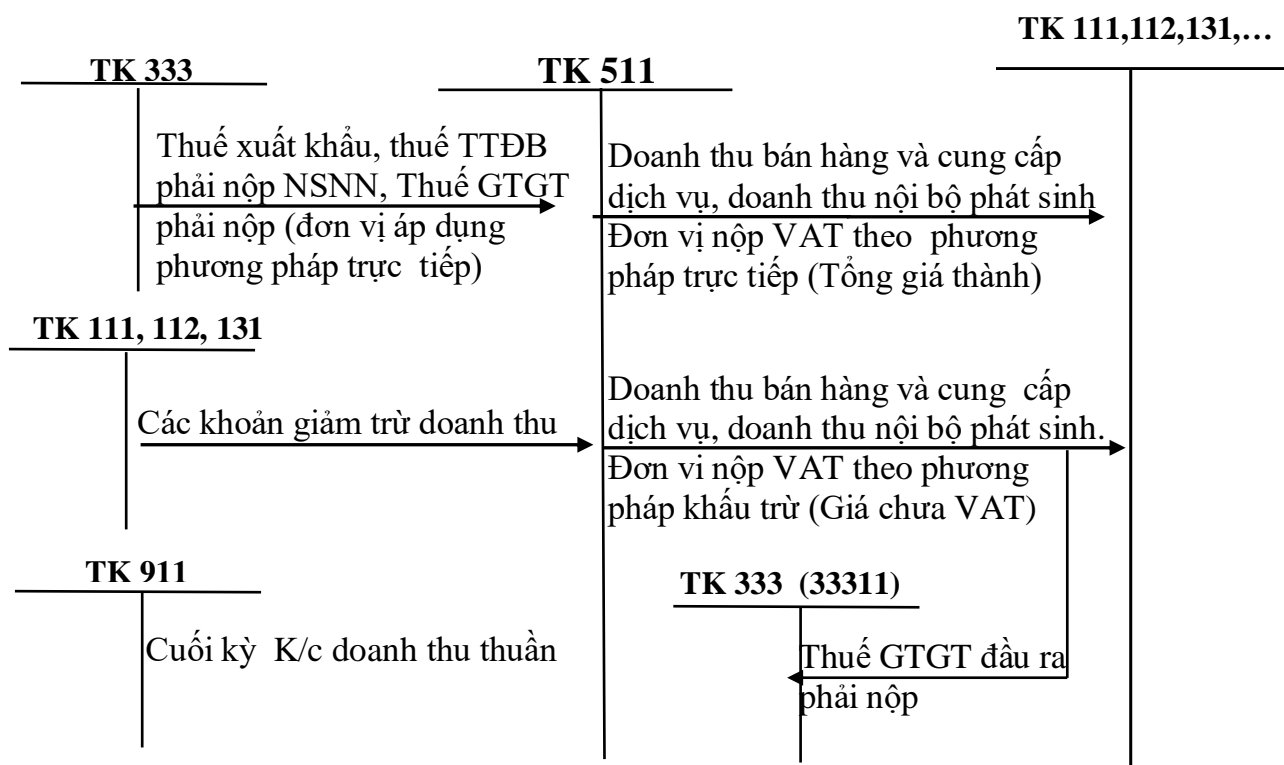 TK 111,112,131,…
TK 333
TK 511
Thuế xuất khẩu, thuế TTĐB
phải nộp NSNN, Thuế GTGT
phải nộp (đơn vị áp dụng
phương pháp trực tiếp)
Doanh thu bán hàng và cung cấp
dịch vụ, doanh thu nội bộ phát sinh
Đơn vị nộp VAT theo phương
pháp trực tiếp (Tổng giá thành)
TK 111, 112, 131
Các khoản giảm trừ doanh thu
Doanh thu bán hàng và cung cấp
dịch vụ, doanh thu nội bộ phát sinh.
Đơn vi nộp VAT theo phương
pháp khấu trừ (Giá chưa VAT)
TK 911
Cuối kỳ K/c doanh thu thuần
TK 333 (33311)
Thuế GTGT đầu ra
phải nộp